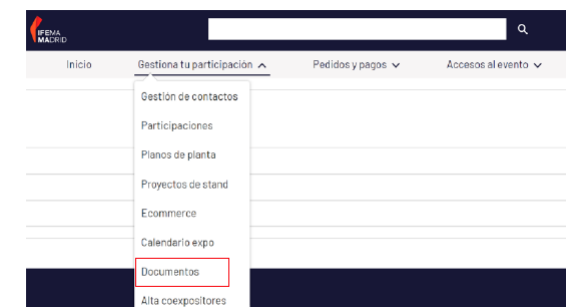 IFEMA
MADRID
Inicio Gestiona tu participación Pedidos y pagos Accesos al evento
Gestión de contactos
Participaciones
Planos de planta
Proyectos de stand
Ecommerce
Calendario expo
Documentos
Alta coexpositores